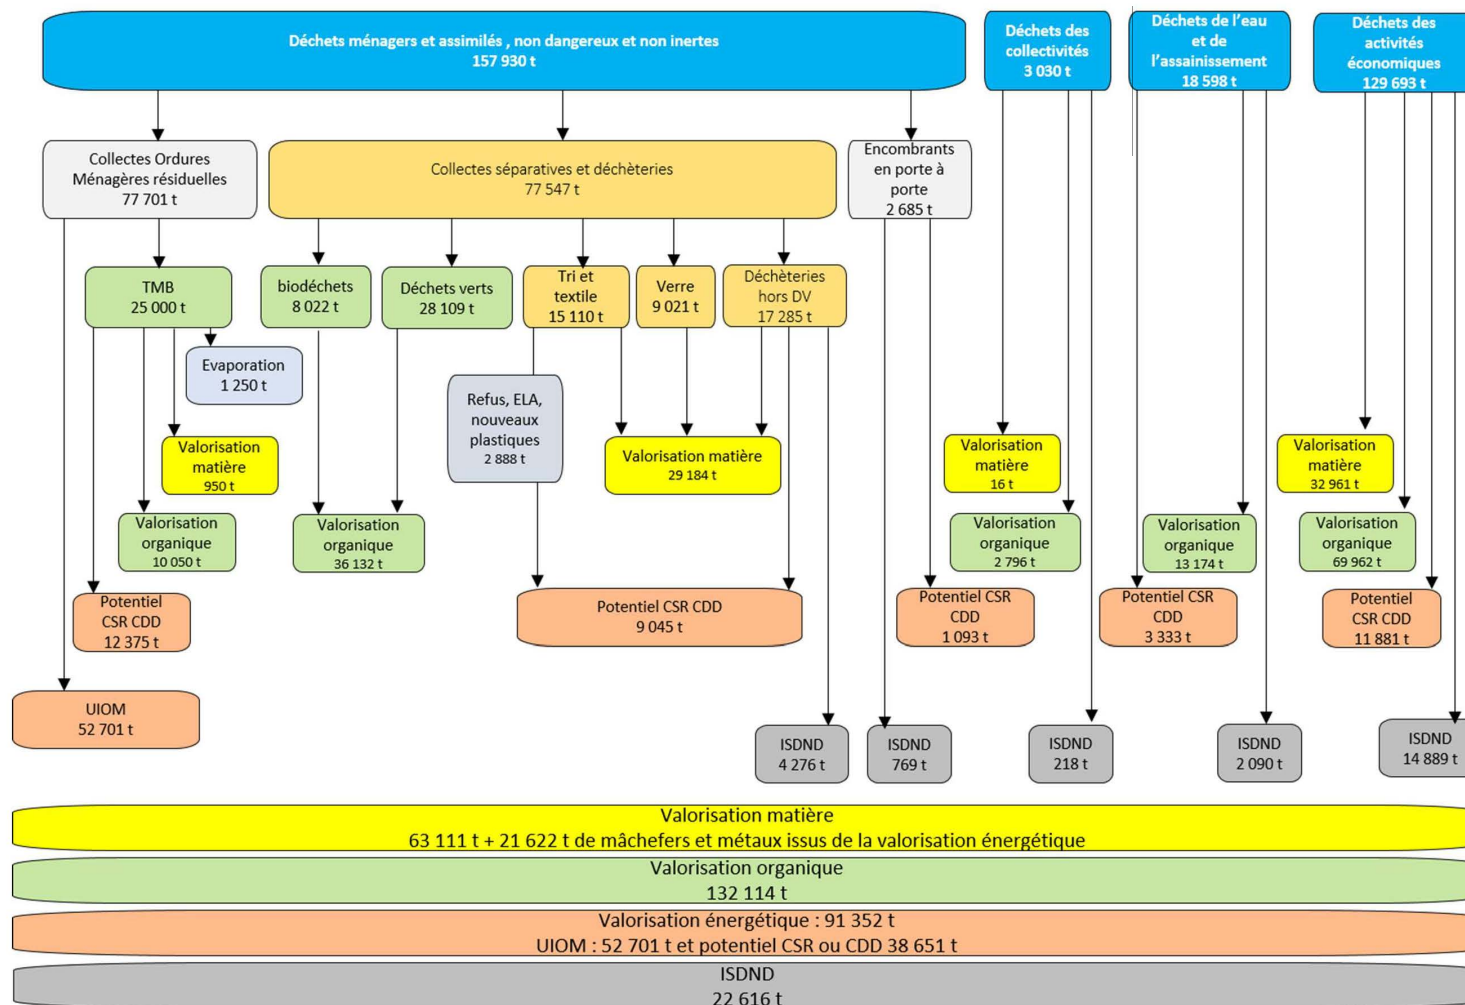 Déchets ménagers et assimilés , non dangereux et non inertes
157 930 t
Déchets des
collectivités
3 030 t
Déchets de l'eau
et de
l'assainissement
18 598 t
Déchets des
activités
économiques
129 693 t
Collectes Ordures
Ménagères résiduelles
77 701 t
Collectes séparatives et déchèteries
77 547 t
Encombrants
en porte à
porte
2 685 t
TMB
25 000 t
biodéchets
8 022 t
Déchets verts
28 109 t
Tri et
textile
15 110 t
Verre
9 021 t
Déchèteries
hors DV
17 285 t
Evaporation
1 250 t
Refus, ELA,
nouveaux
plastiques
2 888 t
Valorisation
matière
950 t
Valorisation matière
29 184 t
Valorisation
matière
16 t
Valorisation
matière
32 961 t
Valorisation
organique
10 050 t
Valorisation
organique
36 132 t
Valorisation
organique
2 796 t
Valorisation
organique
13 174 t
Valorisation
organique
69 962 t
Potentiel
CSR CDD
12 375 t
Potentiel CSR CDD
9 045 t
Potentiel CSR
CDD
1 093 t
Potentiel CSR
CDD
3 333 t
Potentiel
CSR CDD
11 881 t
UIOM
52 701 t
ISDND
4 276 t
ISDND
769 t
ISDND
218 t
ISDND
2 090 t
ISDND
14 889 t
Valorisation matière
63 111 t + 21 622 t de mâchefers et métaux issus de la valorisation énergétique
Valorisation organique
132 114 t
Valorisation énergétique : 91 352 t
UIOM : 52 701 t et potentiel CSR ou CDD 38 651 t
ISDND
22 616 t